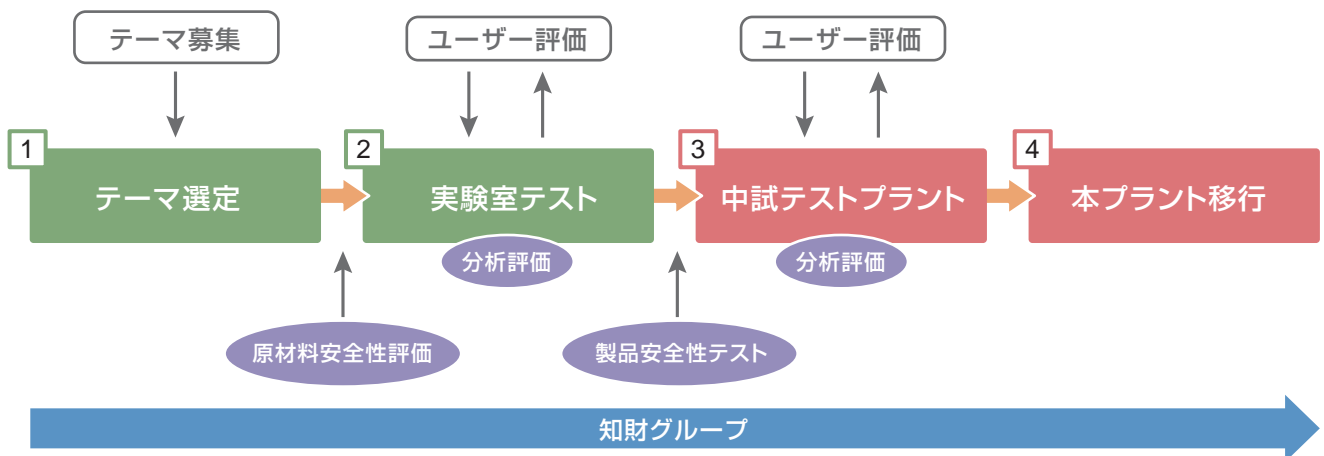 テーマ募集
ユーザー評価
ユーザー評価
1
テーマ選定
2
実験室テスト
3
中試テストプラント
4
本プラント移行
分析評価
分析評価
原材料安全性評価
製品安全性テスト
知財グループ